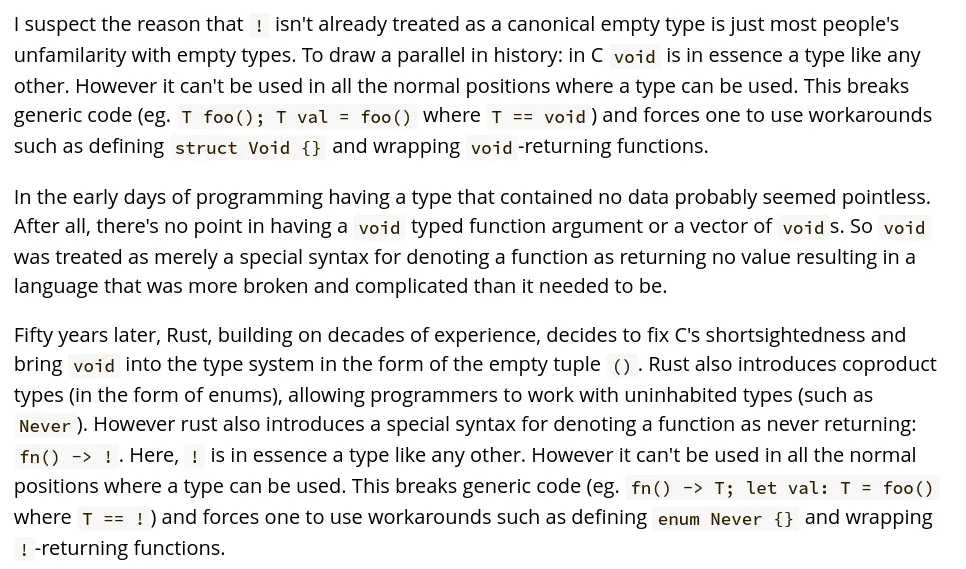 I suspect the reason that ! isn't already treated as a canonical empty type is just most people's
unfamiliarity with empty types. To draw a parallel in history: in C void is in essence a type like any
other. However it can't be used in all the normal positions where a type can be used. This breaks
generic code (eg. T foo(); T val = foo() where T == void ) and forces one to use workarounds
such as defining struct Void {} and wrapping void -returning functions.
In the early days of programming having a type that contained no data probably seemed pointless.
After all, there's no point in having a void typed function argument or a vector of void s. So void
was treated as merely a special syntax for denoting a function as returning no value resulting in a
language that was more broken and complicated than it needed to be.
Fifty years later, Rust, building on decades of experience, decides to fix C's shortsightedness and
bring void into the type system in the form of the empty tuple () . Rust also introduces coproduct
types (in the form of enums), allowing programmers to work with uninhabited types (such as
Never ). However rust also introduces a special syntax for denoting a function as never returning:
fn() -> ! . Here, ! is in essence a type like any other. However it can't be used in all the normal
positions where a type can be used. This breaks generic code (eg. fn() -> T; let val: T = foo()
where T == ! ) and forces one to use workarounds such as defining enum Never {} and wrapping
! -returning functions.